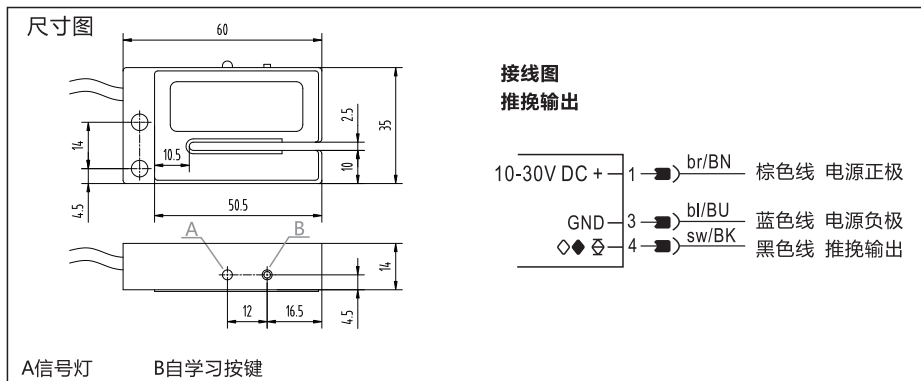 尺寸图
60
35
2.5
10
10.5
14
4.5
50.5
A
B
14
4.5
12
16.5
A信号灯
B自学习按键
接线图
推挽输出
10-30V DC + 1 br/BN 棕色线 电源正极
GND 3 bl/BU 蓝色线 电源负极
4 sw/BK 黑色线 推挽输出